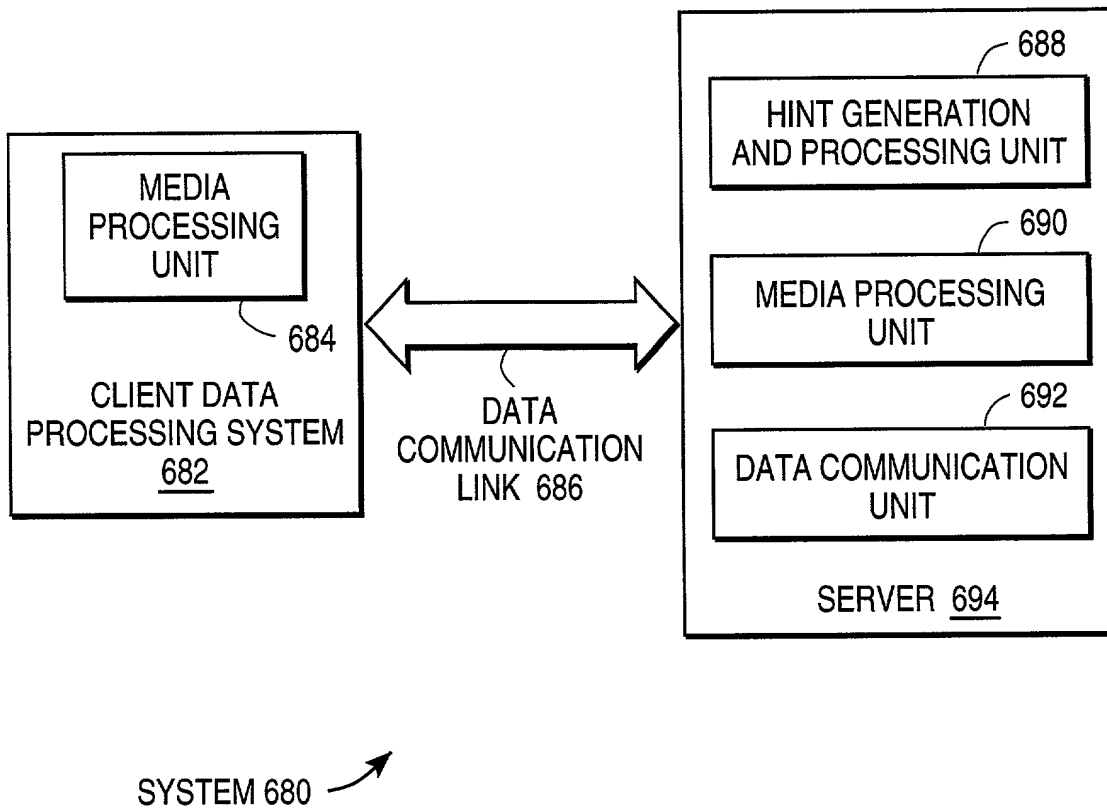 MEDIA
PROCESSING
UNIT
684
CLIENT DATA
PROCESSING SYSTEM
682
DATA
COMMUNICATION
LINK 686
688
HINT GENERATION
AND PROCESSING UNIT
690
MEDIA PROCESSING
UNIT
692
DATA COMMUNICATION
UNIT
SERVER 694
SYSTEM 680